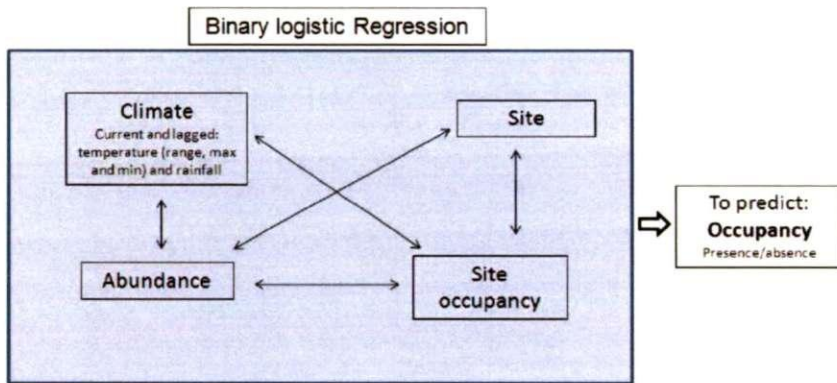 Binary logistic Regression
Climate
Current and lagged:
temperature (range, max
and min) and rainfall
Site
Abundance
Site
occupancy
To predict:
Occupancy
Presence/absence